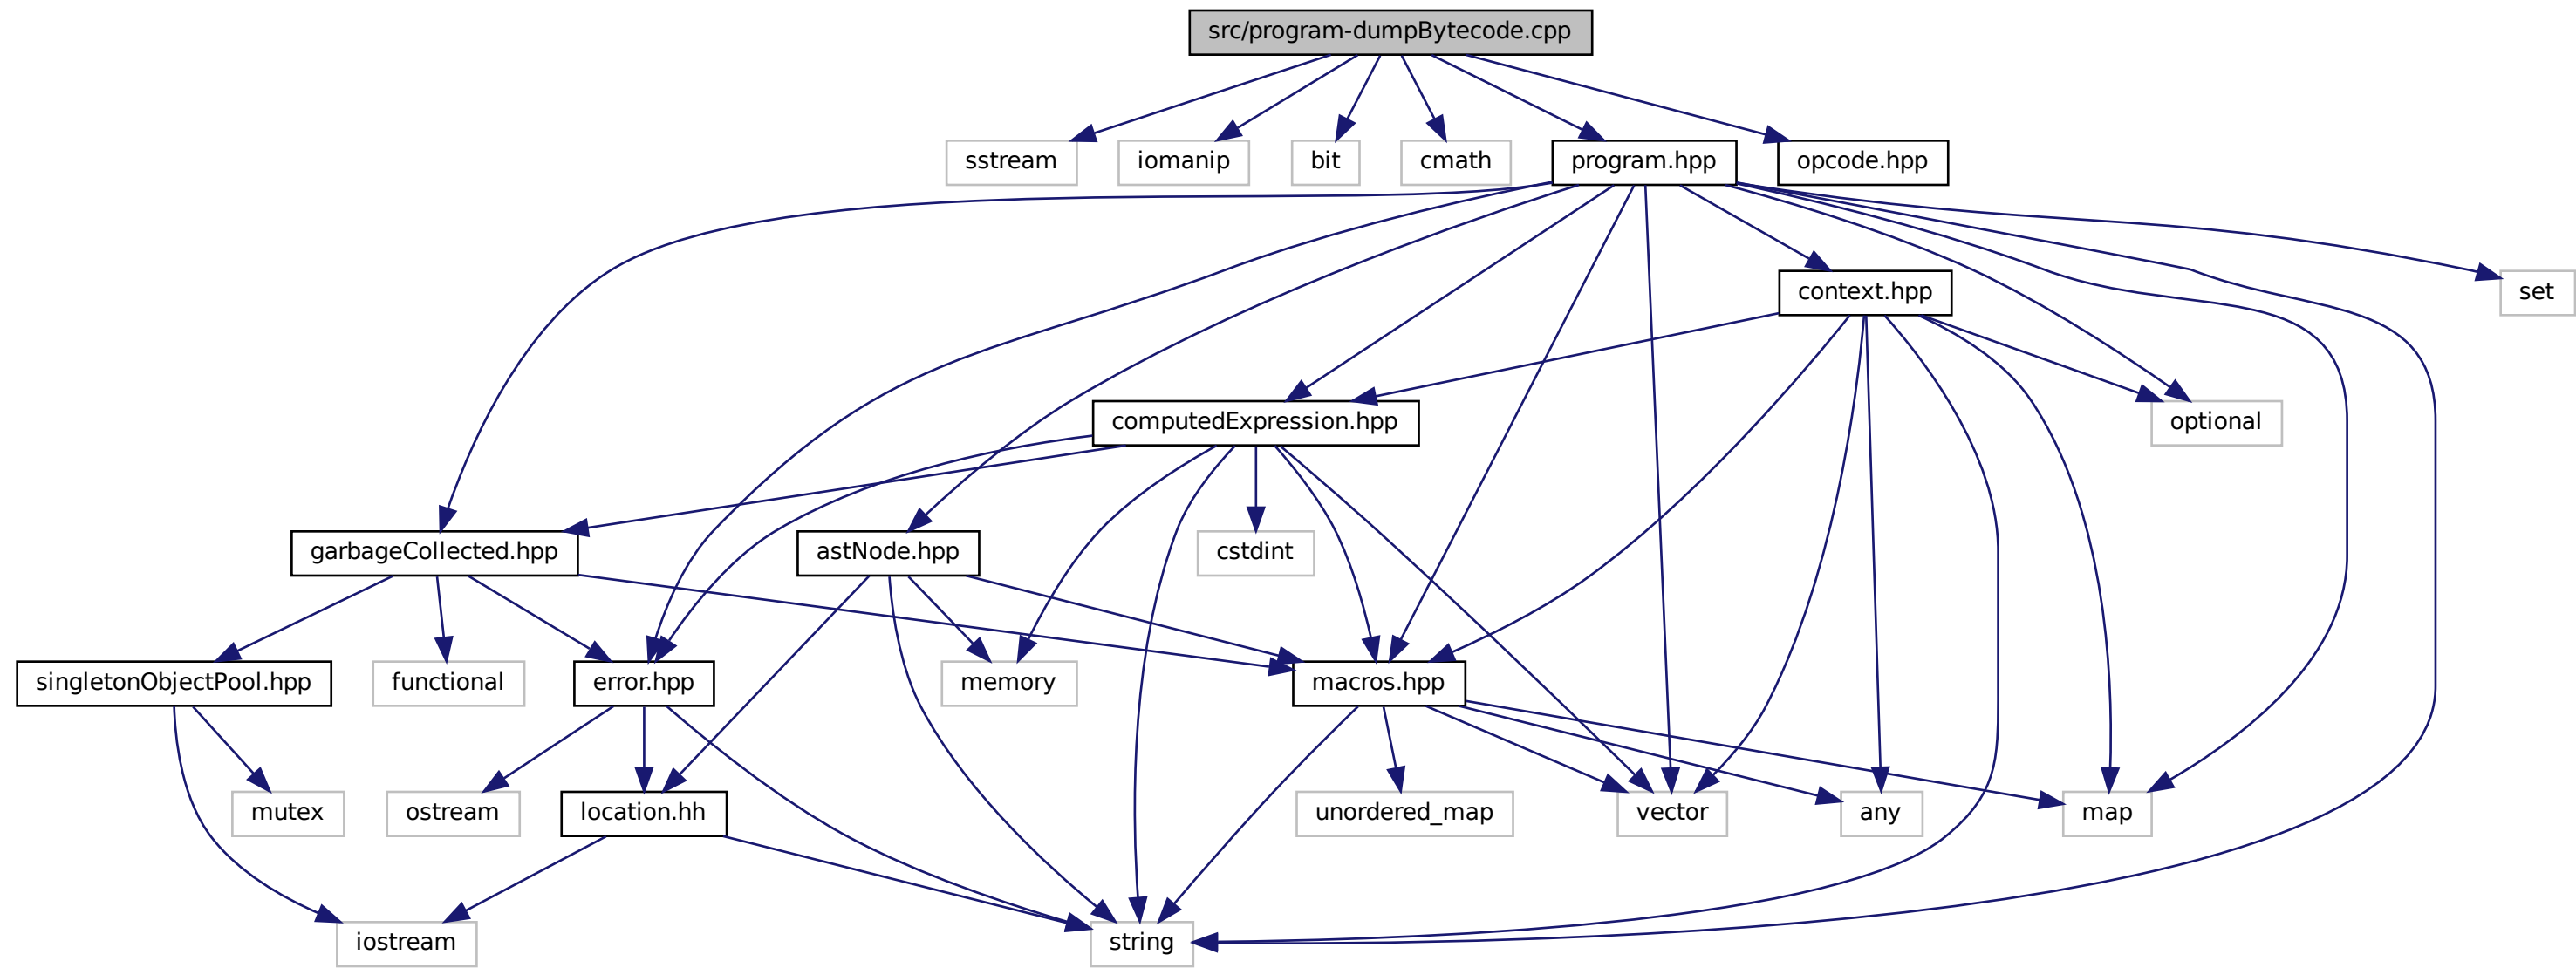 src/program-dumpBytecode.cpp
sstream
iomanip
bit
cmath
program.hpp
opcode.hpp
context.hpp
set
computedExpression.hpp
optional
garbageCollected.hpp
astNode.hpp
cstdint
singletonObjectPool.hpp
functional
error.hpp
memory
macros.hpp
mutex
ostream
location.hh
unordered_map
vector
any
map
iostream
string